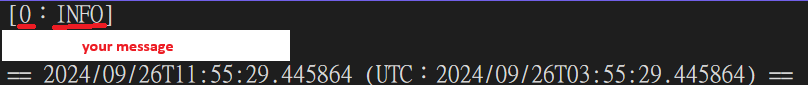 [0：INFO]
your message
== 2024/09/26T11:55:29.445864 (UTC：2024/09/26T03:55:29.445864) ==